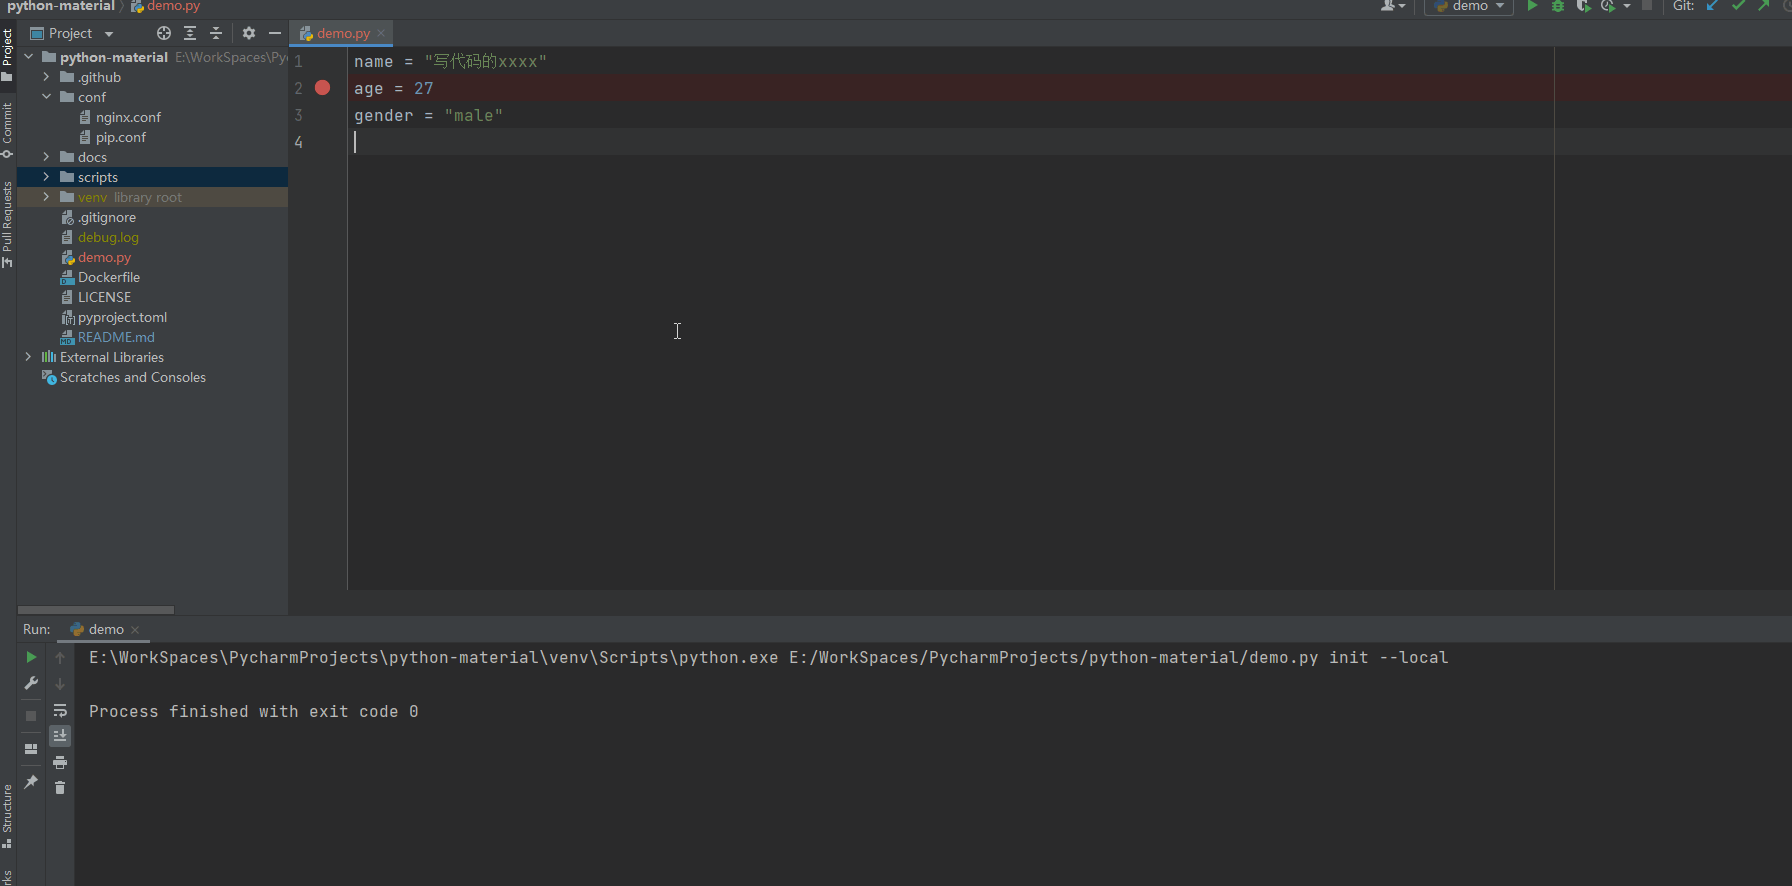 python-material demo.py
demo
Git:
Project
demo.py
python-material E:\WorkSpaces\Pyc
.github
conf
nginx.conf
pip.conf
docs
scripts
venv library root
.gitignore
debug.log
demo.py
Dockerfile
LICENSE
pyproject.toml
README.md
External Libraries
Scratches and Consoles
Project
Commit
Pull Requests
Structure
rks
1 name = "写代码的xxxx"
2 age = 27
3 gender = "male"
4
Run: demo
E:\WorkSpaces\PycharmProjects\python-material\venv\Scripts\python.exe E:/WorkSpaces/PycharmProjects/python-material/demo.py init --local
Process finished with exit code 0